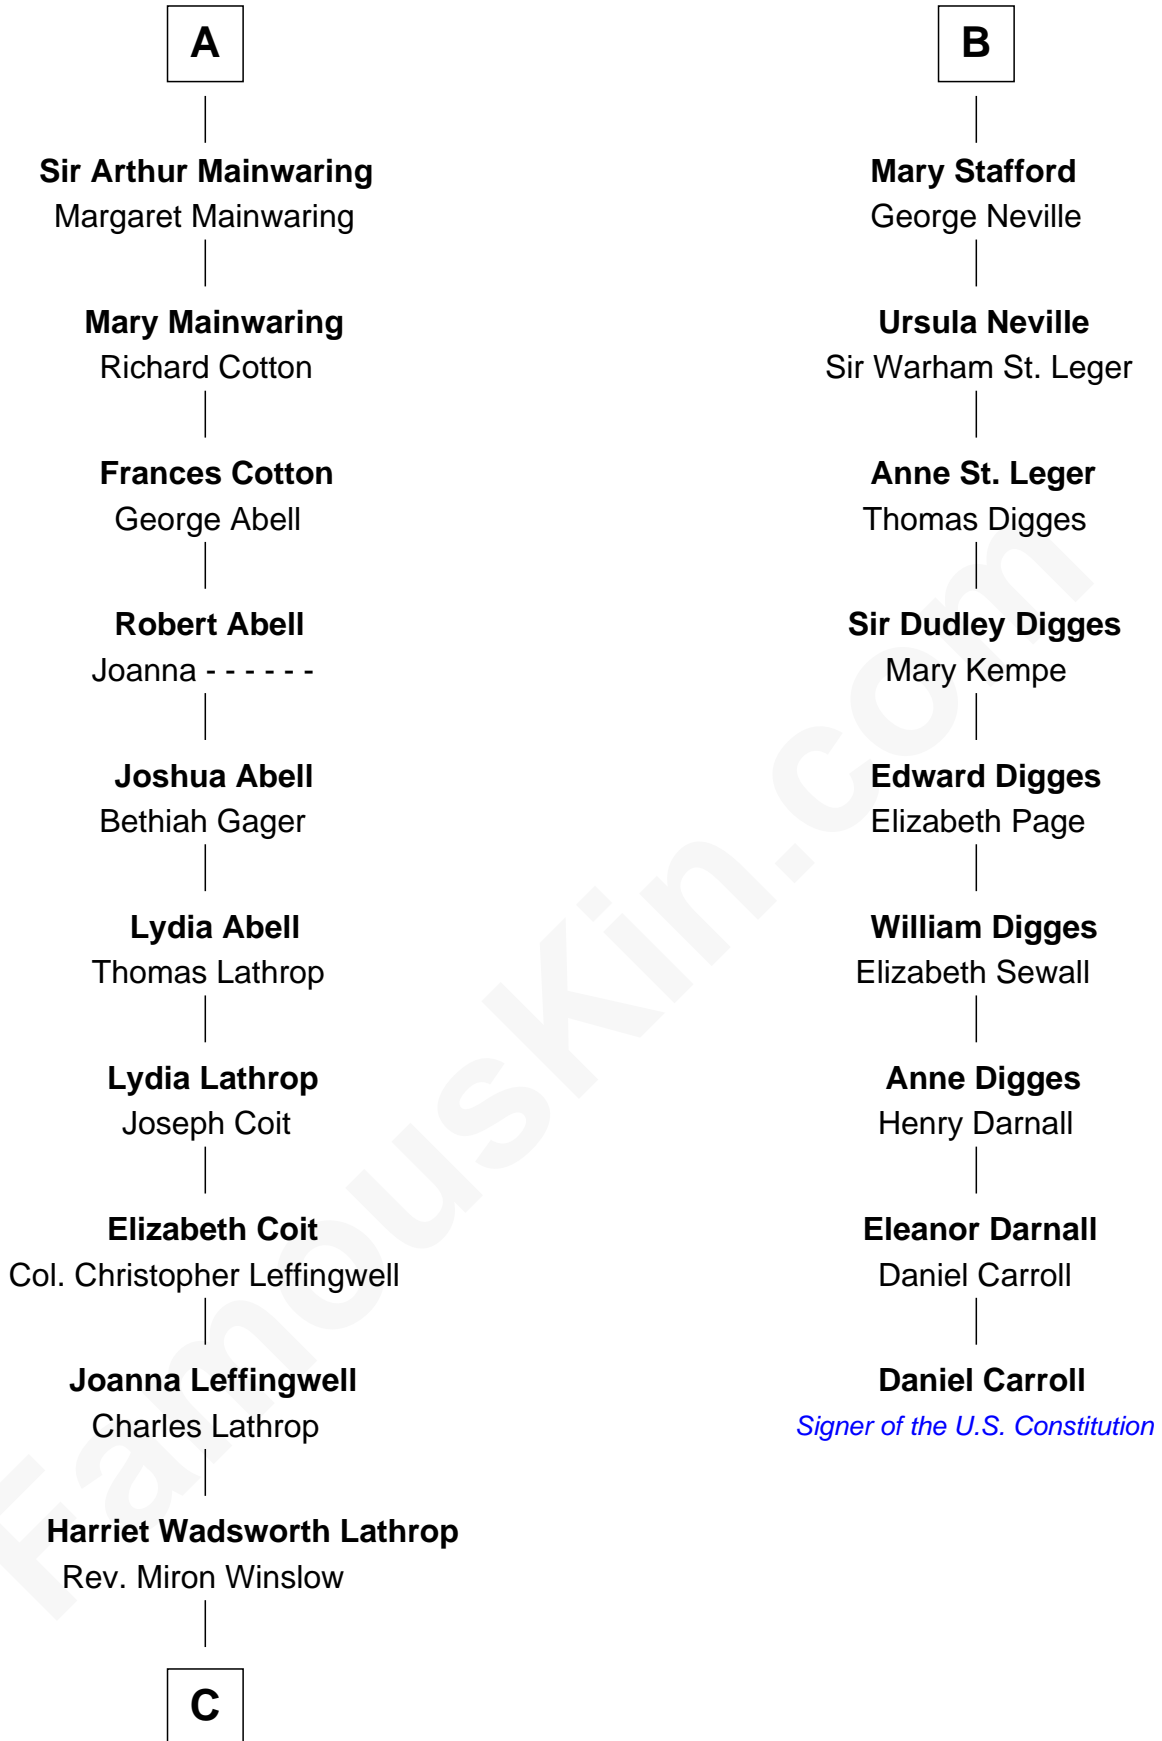 A
Sir Arthur Mainwaring
Margaret Mainwaring
Mary Mainwaring
Richard Cotton
Frances Cotton
George Abell
Robert Abell
Joanna - - - - - -
Joshua Abell
Bethiah Gager
Lydia Abell
Thomas Lathrop
Lydia Lathrop
Joseph Coit
Elizabeth Coit
Col. Christopher Leffingwell
Joanna Leffingwell
Charles Lathrop
Harriet Wadsworth Lathrop
Rev. Miron Winslow
C
B
Mary Stafford
George Neville
Ursula Neville
Sir Warham St. Leger
Anne St. Leger
Thomas Digges
Sir Dudley Digges
Mary Kempe
Edward Digges
Elizabeth Page
William Digges
Elizabeth Sewall
Anne Digges
Henry Darnall
Eleanor Darnall
Daniel Carroll
Daniel Carroll
Signer of the U.S. Constitution
FamousKin.com